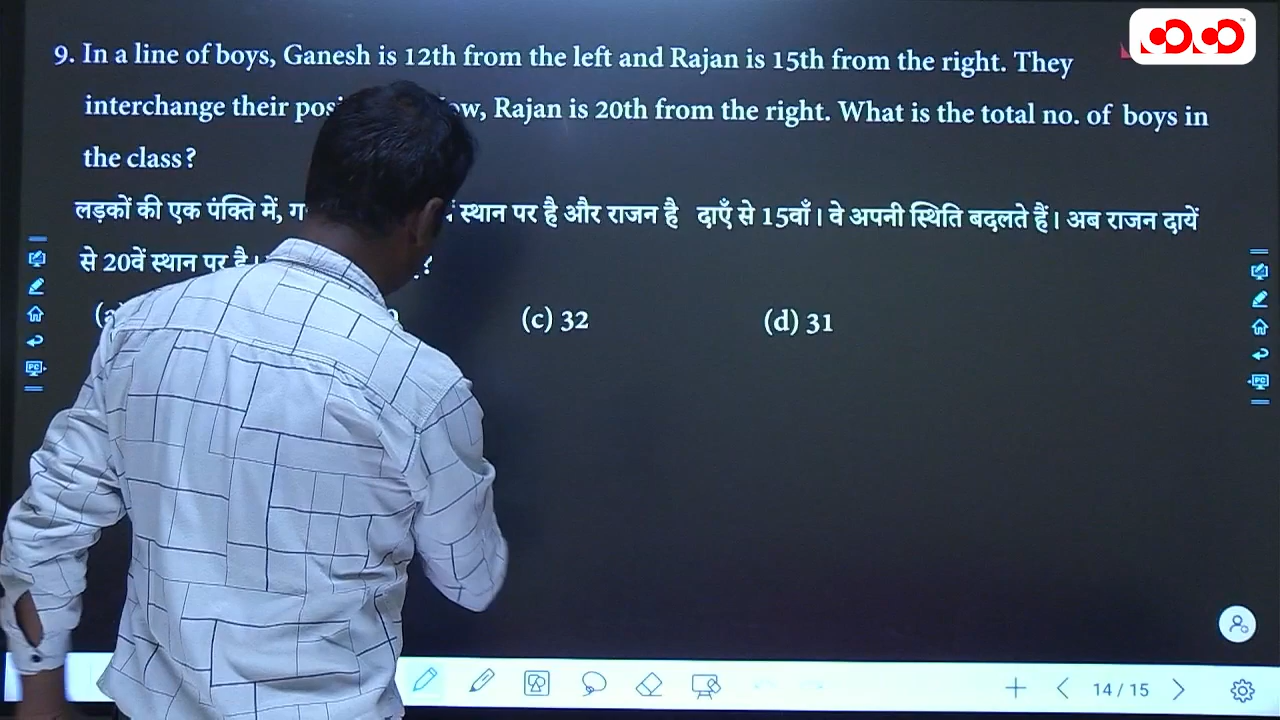 9. In a line of boys, Ganesh is 12th from the left and Rajan is 15th from the right. They
interchange their Rajan is 20th from the right. What is the total no. of boys in
the class?
लड़कों की एक पंक्ति में, स्थान पर है और राजन है दाएँ से 15वाँ। वे अपनी स्थिति बदलते हैं। अब राजन दायें
से 20वें स्थान पर है।
(c) 32 (d) 31
PC PC
14 / 15